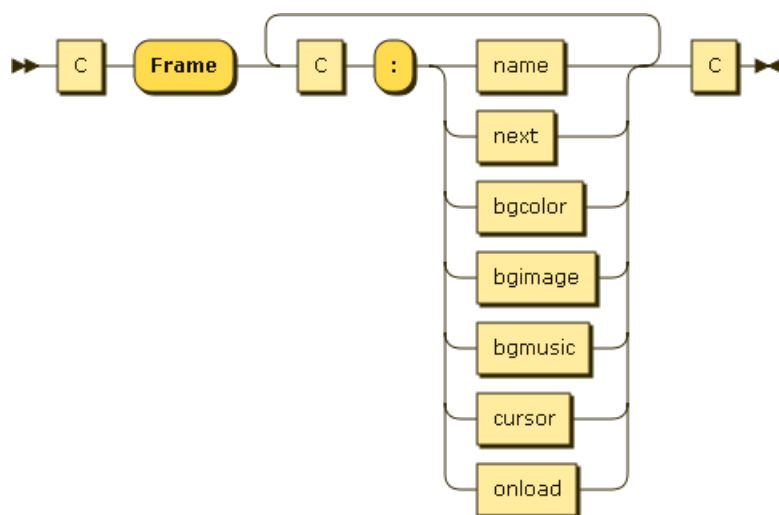 C Frame C : name C
next
bgcolor
bgimage
bgmusic
cursor
onload